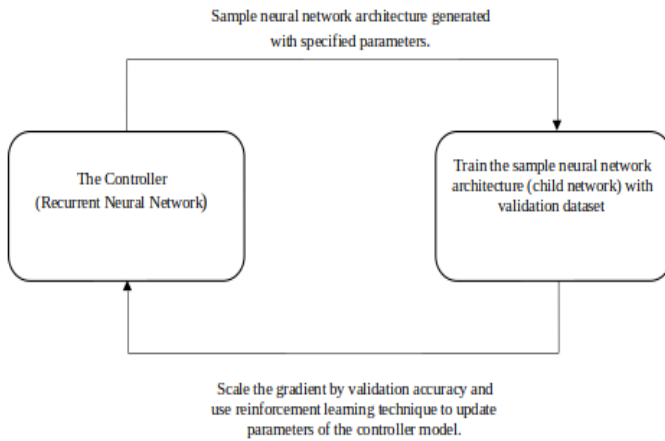 Sample neural network architecture generated
with specified parameters.
The Controller
(Recurrent Neural Network)
Train the sample neural network
architecture (child network) with
validation dataset
Scale the gradient by validation accuracy and
use reinforcement learning technique to update
parameters of the controller model.